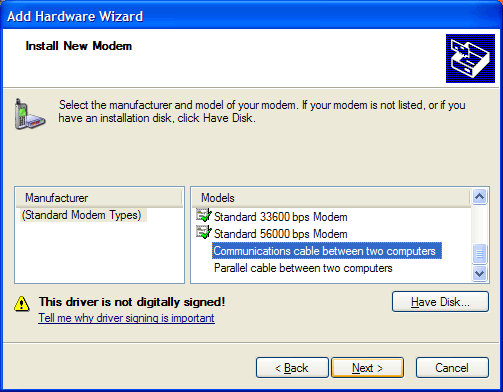 Add Hardware Wizard
Install New Modem
Select the manufacturer and model of your modem. If your modem is not listed, or if you
have an installation disk, click Have Disk.
Manufacturer
(Standard Modem Types)
Models
Standard 33600 bps Modem
Standard 56000 bps Modem
Communications cable between two computers
Parallel cable between two computers
This driver is not digitally signed!
Tell me why driver signing is important
Have Disk...
< Back
Next >
Cancel